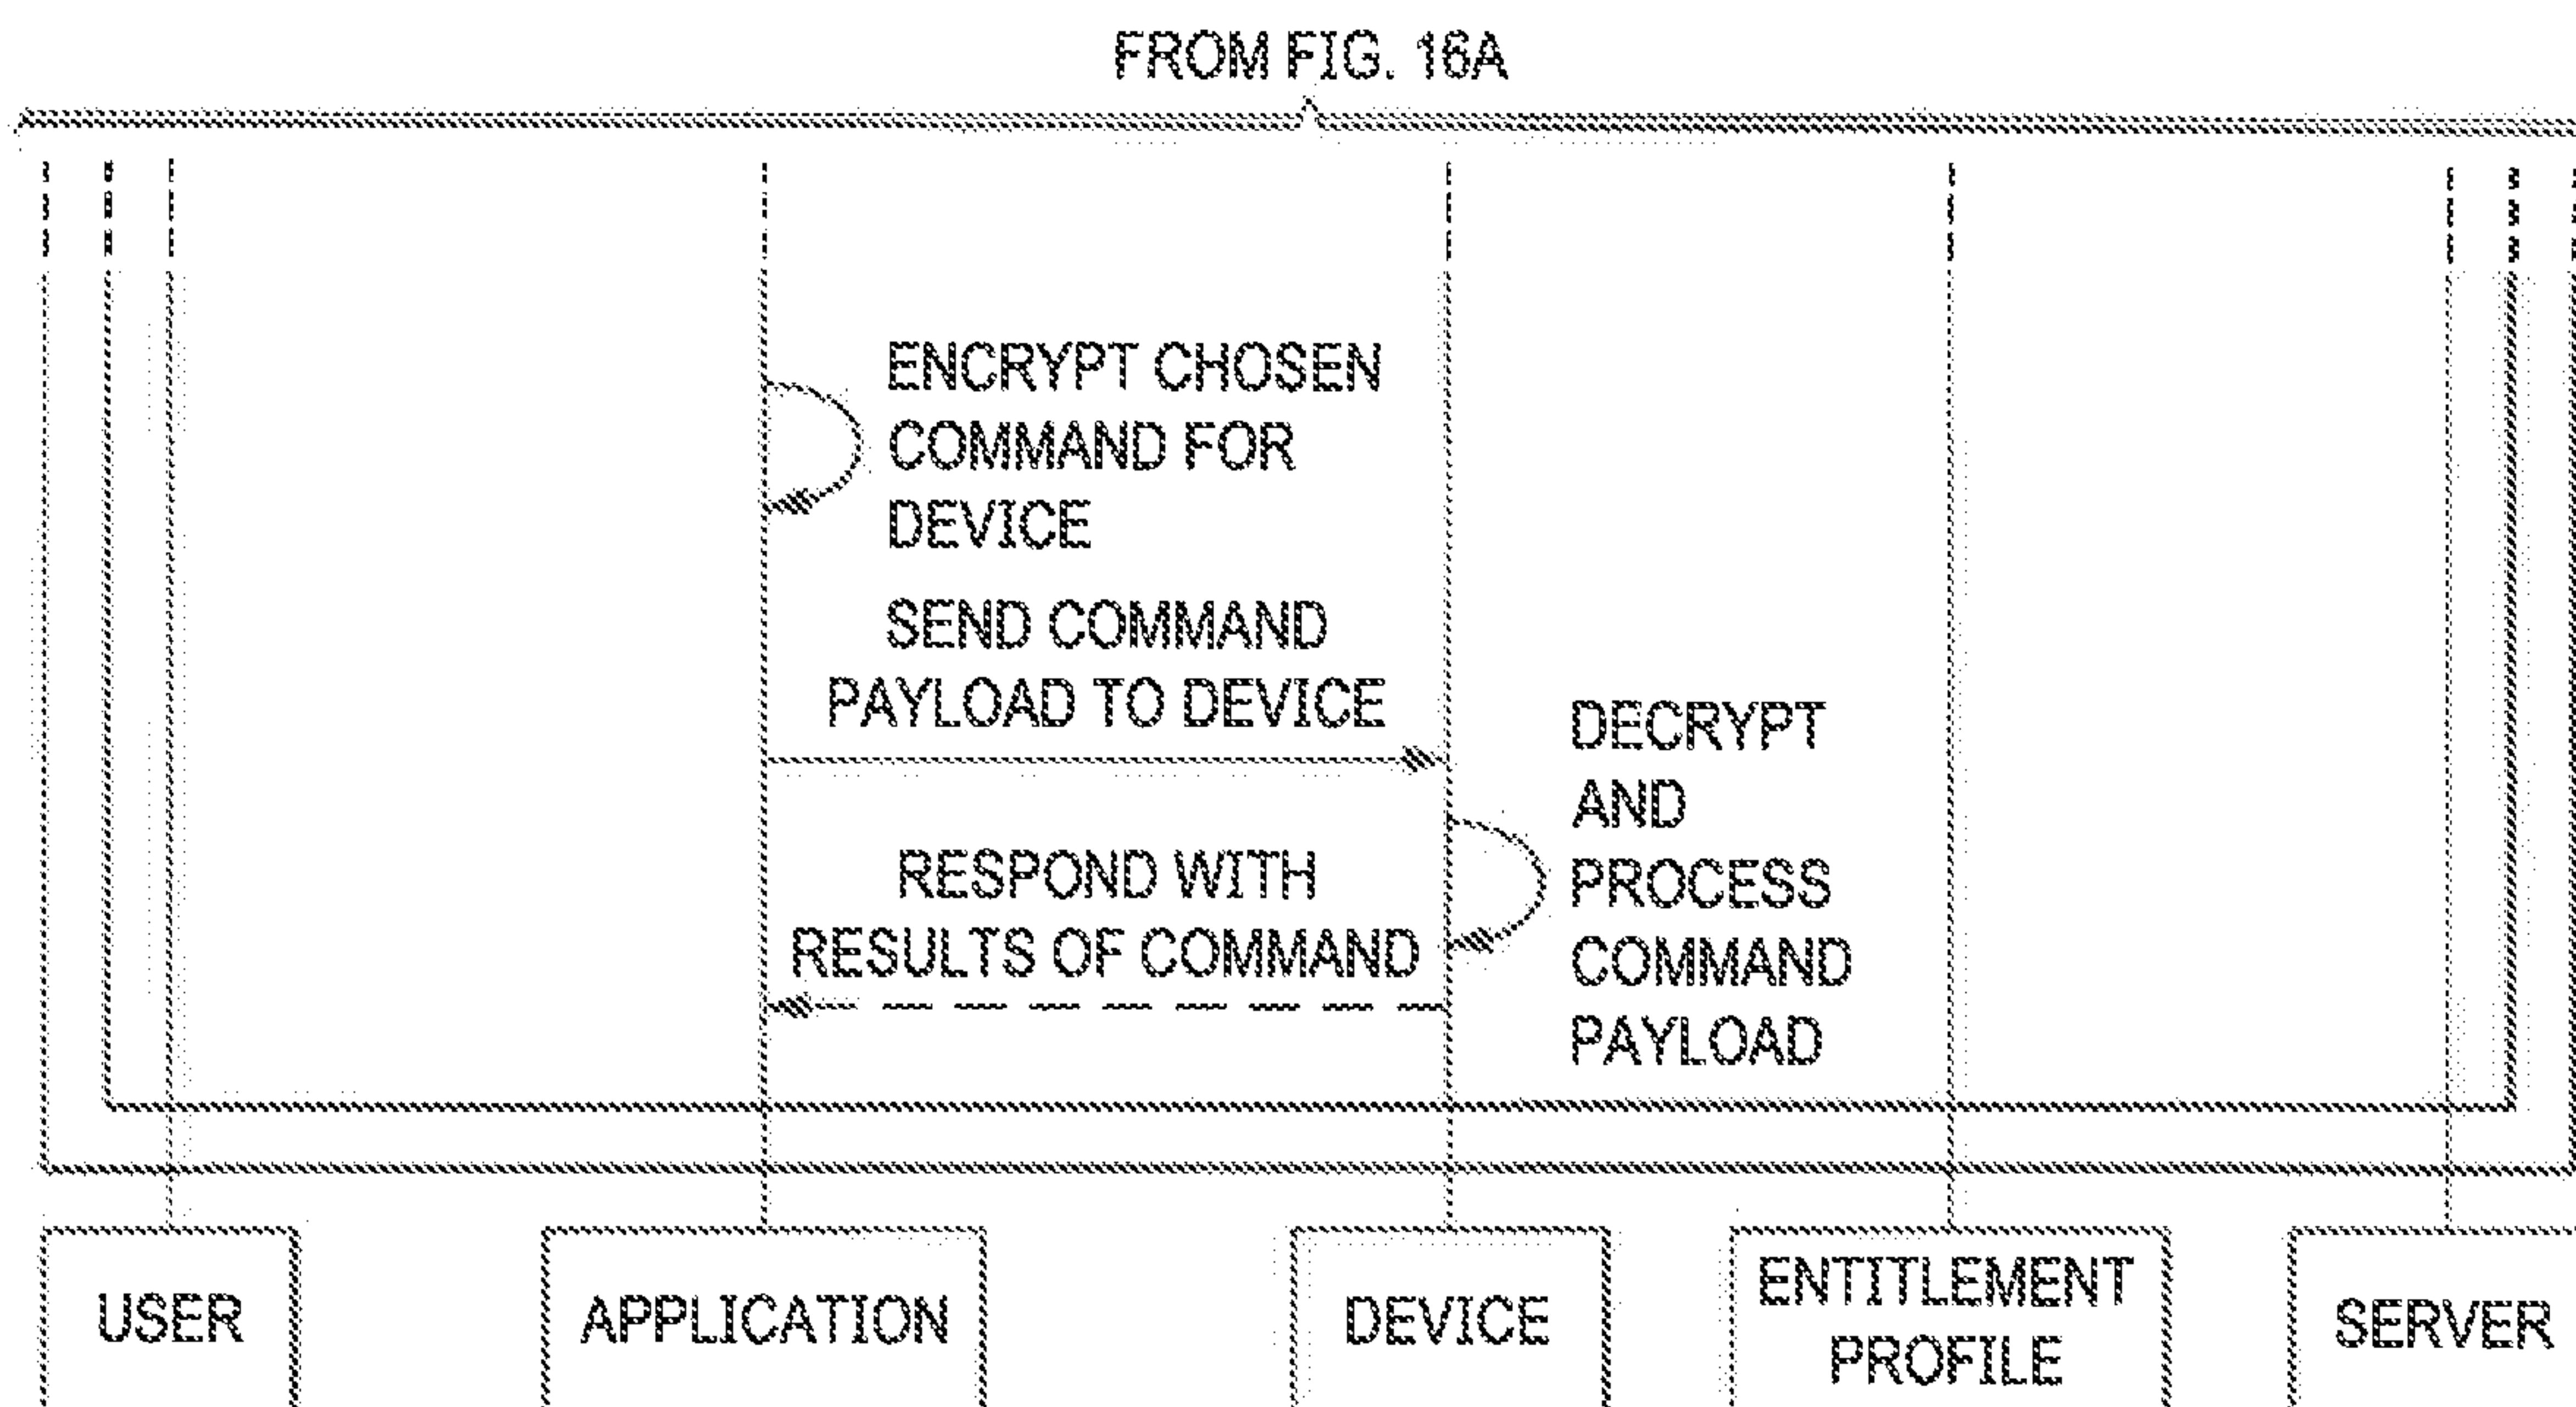 FROM FIG. 16A
ENCRYPT CHOSEN
COMMAND FOR
DEVICE
SEND COMMAND
PAYLOAD TO DEVICE
DECRYPT
AND
PROCESS
COMMAND
PAYLOAD
RESPOND WITH
RESULTS OF COMMAND
USER
APPLICATION
DEVICE
ENTITLEMENT
PROFILE
SERVER